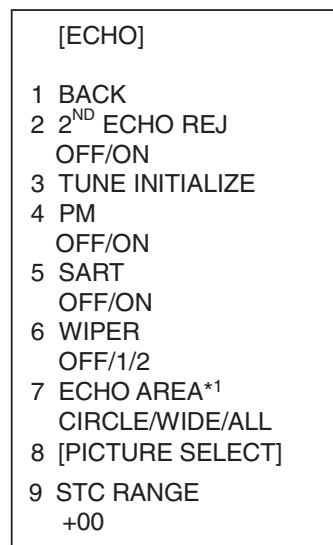 [ECHO]
1 BACK
2 2ND ECHO REJ
OFF/ON
3 TUNE INITIALIZE
4 PM
OFF/ON
5 SART
OFF/ON
6 WIPER
OFF/1/2
7 ECHO AREA*1
CIRCLE/WIDE/ALL
8 [PICTURE SELECT]
9 STC RANGE
+00